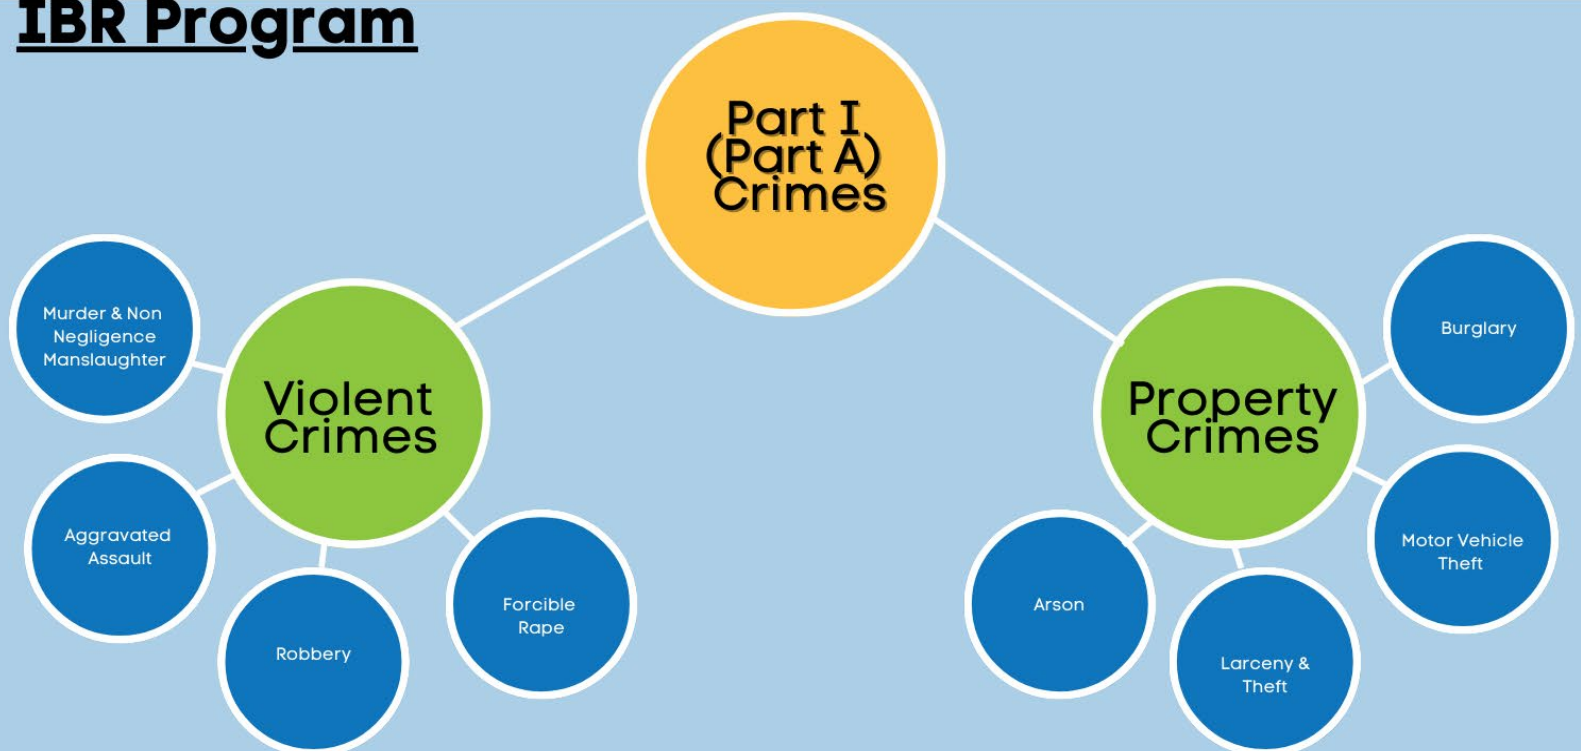 IBR Program
Part I
(Part A)
Crimes
Violent
Crimes
Murder & Non
Negligence
Manslaughter
Aggravated
Assault
Robbery
Forcible
Rape
Property
Crimes
Burglary
Motor Vehicle
Theft
Larceny &
Theft
Arson